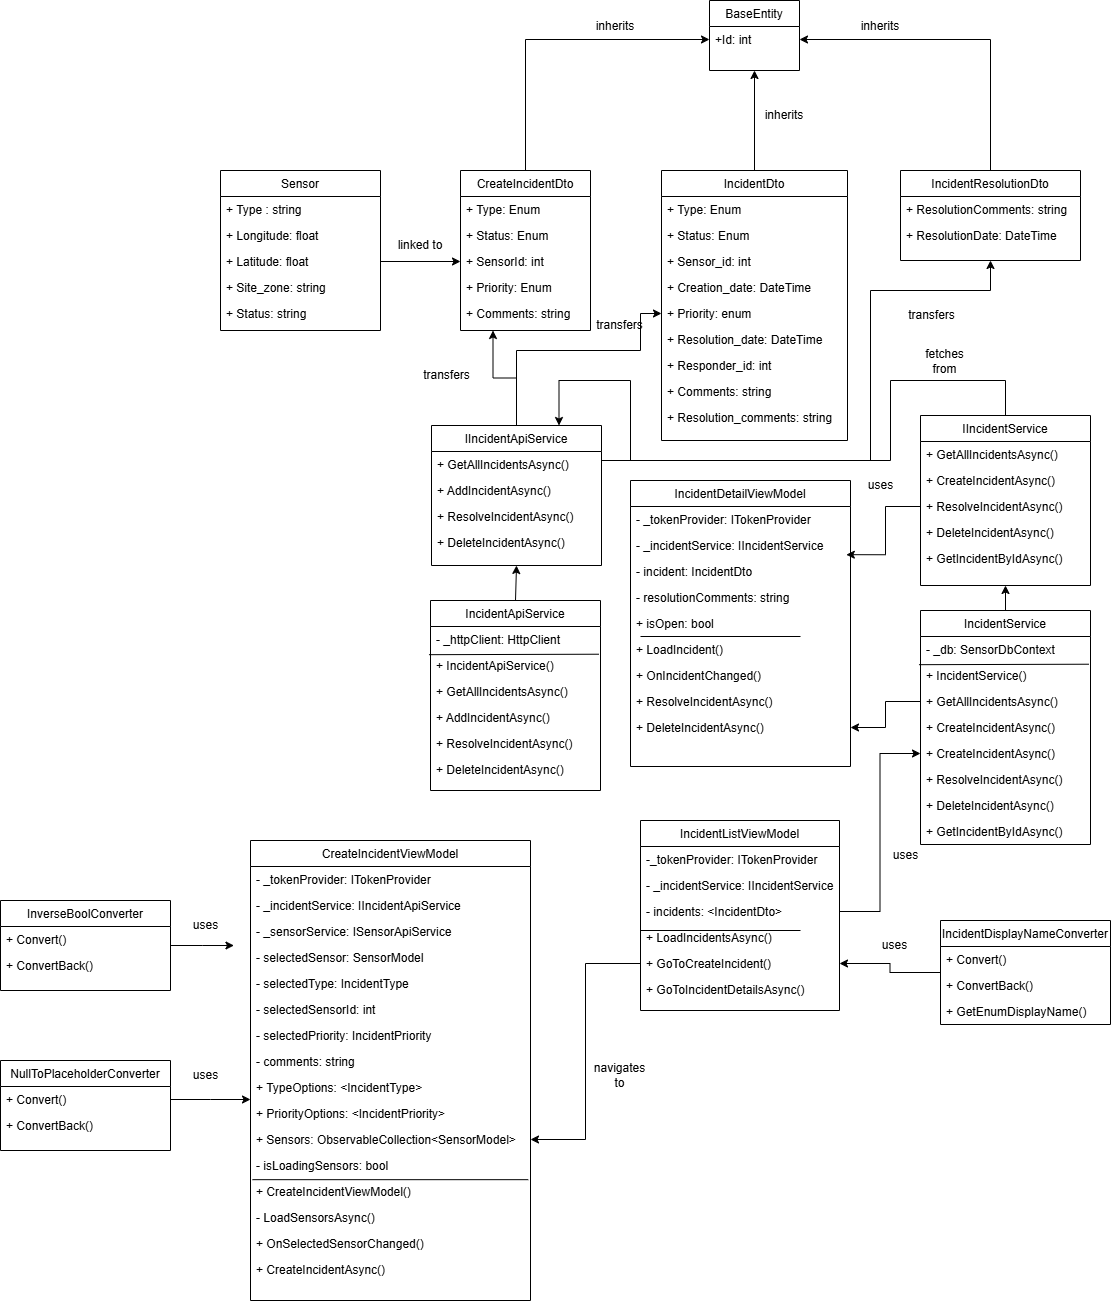 BaseEntity
+Id: int
inherits
inherits
inherits
Sensor
+ Type : string
+ Longitude: float
+ Latitude: float
+ Site_zone: string
+ Status: string
linked to
CreateIncidentDto
+ Type: Enum
+ Status: Enum
+ SensorId: int
+ Priority: Enum
+ Comments: string
IncidentDto
+ Type: Enum
+ Status: Enum
+ Sensor_id: int
+ Creation_date: DateTime
+ Priority: enum
+ Resolution_date: DateTime
+ Responder_id: int
+ Comments: string
+ Resolution_comments: string
IncidentResolutionDto
+ ResolutionComments: string
+ ResolutionDate: DateTime
transfers
transfers
transfers
fetches
from
IIncidentApiService
+ GetAllIncidentsAsync()
+ AddIncidentAsync()
+ ResolveIncidentAsync()
+ DeleteIncidentAsync()
IIncidentService
+ GetAllIncidentsAsync()
+ CreateIncidentAsync()
+ ResolveIncidentAsync()
+ DeleteIncidentAsync()
+ GetIncidentByIdAsync()
uses
IncidentDetailViewModel
- _tokenProvider: ITokenProvider
- _incidentService: IIncidentService
- incident: IncidentDto
- resolutionComments: string
+ isOpen: bool
+ LoadIncident()
+ OnIncidentChanged()
+ ResolveIncidentAsync()
+ DeleteIncidentAsync()
IncidentApiService
- _httpClient: HttpClient
+ IncidentApiService()
+ GetAllIncidentsAsync()
+ AddIncidentAsync()
+ ResolveIncidentAsync()
+ DeleteIncidentAsync()
IncidentService
- _db: SensorDbContext
+ IncidentService()
+ GetAllIncidentsAsync()
+ CreateIncidentAsync()
+ CreateIncidentAsync()
+ ResolveIncidentAsync()
+ DeleteIncidentAsync()
+ GetIncidentByIdAsync()
uses
IncidentListViewModel
-_tokenProvider: ITokenProvider
- _incidentService: IIncidentService
- incidents: <IncidentDto>
+ LoadIncidentsAsync()
+ GoToCreateIncident()
+ GoToIncidentDetailsAsync()
uses
IncidentDisplayNameConverter
+ Convert()
+ ConvertBack()
+ GetEnumDisplayName()
navigates
to
CreateIncidentViewModel
- _tokenProvider: ITokenProvider
- _incidentService: IIncidentApiService
- _sensorService: ISensorApiService
- selectedSensor: SensorModel
- selectedType: IncidentType
- selectedSensorId: int
- selectedPriority: IncidentPriority
- comments: string
+ TypeOptions: <IncidentType>
+ PriorityOptions: <IncidentPriority>
+ Sensors: ObservableCollection<SensorModel>
- isLoadingSensors: bool
+ CreateIncidentViewModel()
- LoadSensorsAsync()
+ OnSelectedSensorChanged()
+ CreateIncidentAsync()
InverseBoolConverter
+ Convert()
+ ConvertBack()
uses
NullToPlaceholderConverter
+ Convert()
+ ConvertBack()
uses